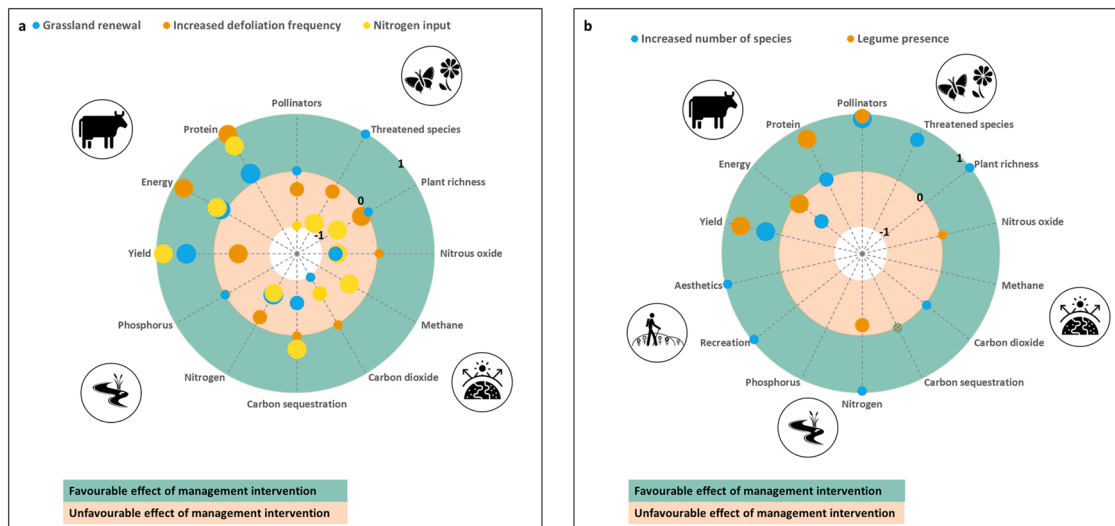 a
Grassland renewal
Increased defoliation frequency
Nitrogen input
Pollinators
Threatened species
Plant richness
Nitrous oxide
Methane
Carbon dioxide
Carbon sequestration
Nitrogen
Phosphorus
Yield
Energy
Protein
1
0
-1
Favourable effect of management intervention
Unfavourable effect of management intervention
b
Increased number of species
Legume presence
Pollinators
Threatened species
Plant richness
Nitrous oxide
Methane
Carbon dioxide
Carbon sequestration
Nitrogen
Phosphorus
Recreation
Aesthetics
Yield
Energy
Protein
1
0
-1
Favourable effect of management intervention
Unfavourable effect of management intervention